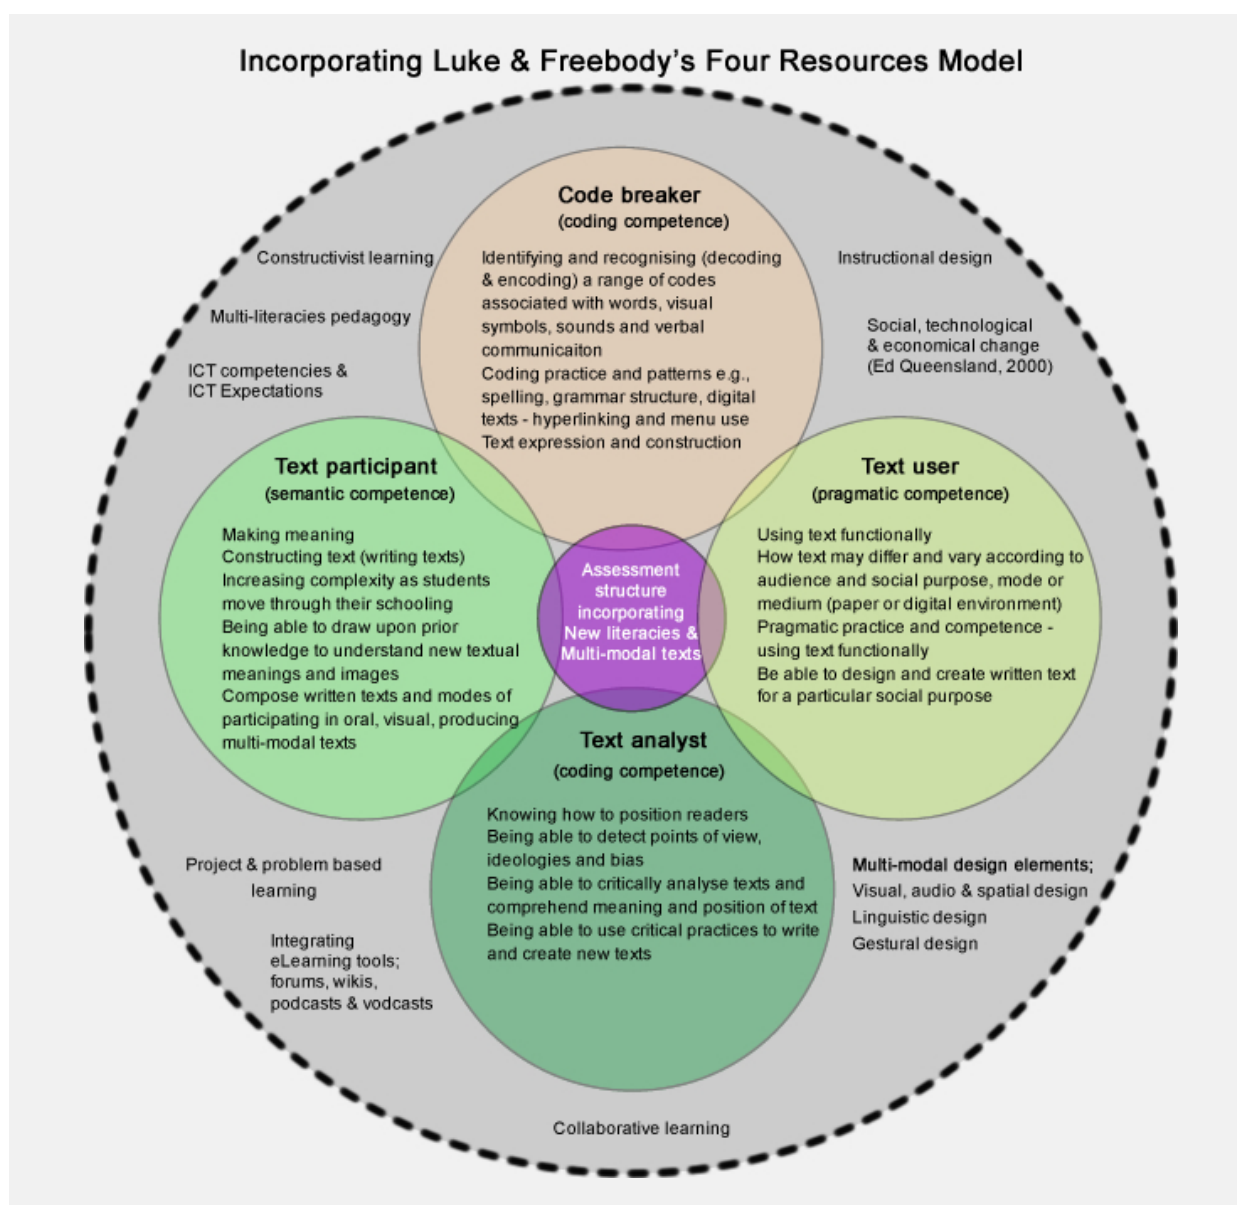 Incorporating Luke & Freebody's Four Resources Model
Code breaker
(coding competence)
Identifying and recognising (decoding
& encoding) a range of codes
associated with words, visual
symbols, sounds and verbal
communicaiton
Coding practice and patterns e.g.,
spelling, grammar structure, digital
texts - hyperlinking and menu use
Text expression and construction
Constructivist learning
Multi-literacies pedagogy
ICT competencies &
ICT Expectations
Instructional design
Social, technological
& economical change
(Ed Queensland, 2000)
Text participant
(semantic competence)
Making meaning
Constructing text (writing texts)
Increasing complexity as students
move through their schooling
Being able to draw upon prior
knowledge to understand new textual
meanings and images
Compose written texts and modes of
participating in oral, visual, producing
multi-modal texts
Assessment
structure
incorporating
New literacies &
Multi-modal texts
Text user
(pragmatic competence)
Using text functionally
How text may differ and vary according to
audience and social purpose, mode or
medium (paper or digital environment)
Pragmatic practice and competence -
using text functionally
Be able to design and create written text
for a particular social purpose
Text analyst
(coding competence)
Knowing how to position readers
Being able to detect points of view,
ideologies and bias
Being able to critically analyse texts and
comprehend meaning and position of text
Being able to use critical practices to write
and create new texts
Project & problem based
learning
Integrating
eLearning tools;
forums, wikis,
podcasts & vodcasts
Multi-modal design elements;
Visual, audio & spatial design
Linguistic design
Gestural design
Collaborative learning